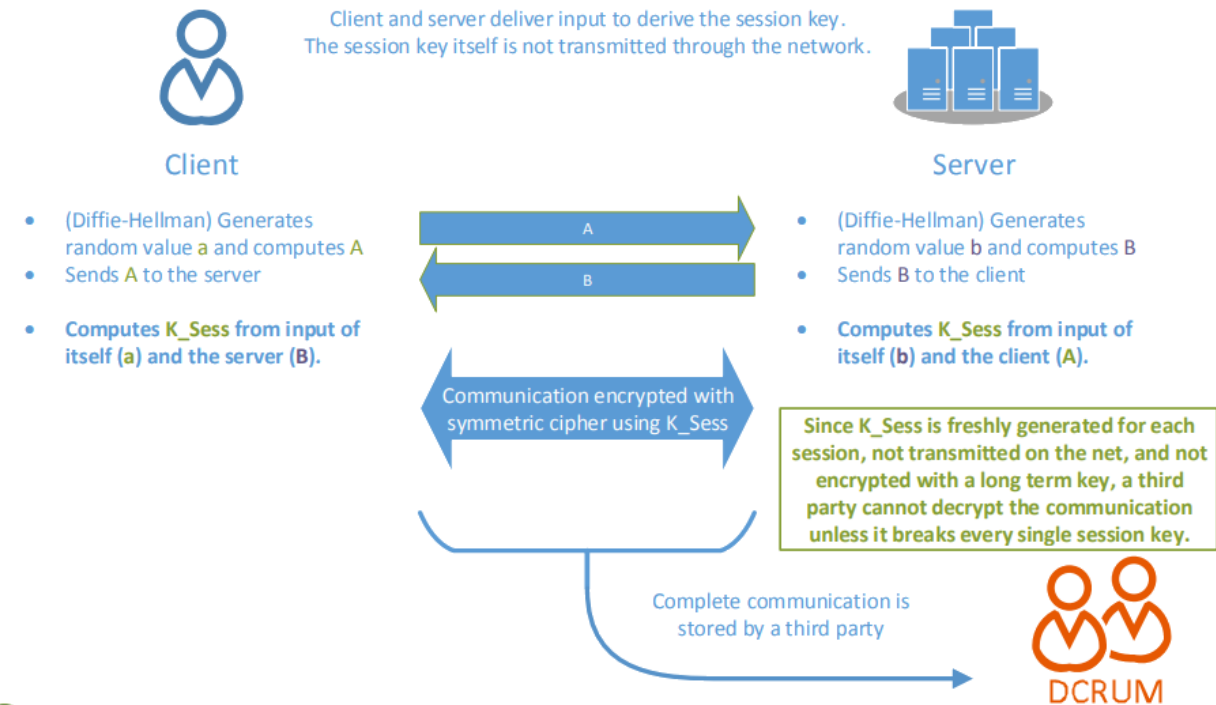 Client and server deliver input to derive the session key.
The session key itself is not transmitted through the network.
Client
Server
• (Diffie-Hellman) Generates
random value a and computes A
• Sends A to the server
• Computes K_Sess from input of
itself (a) and the server (B).
A
B
• (Diffie-Hellman) Generates
random value b and computes B
• Sends B to the client
• Computes K_Sess from input of
itself (b) and the client (A).
Communication encrypted with
symmetric cipher using K_Sess
Since K_Sess is freshly generated for each
session, not transmitted on the net, and not
encrypted with a long term key, a third
party cannot decrypt the communication
unless it breaks every single session key.
Complete communication is
stored by a third party
DCRUM